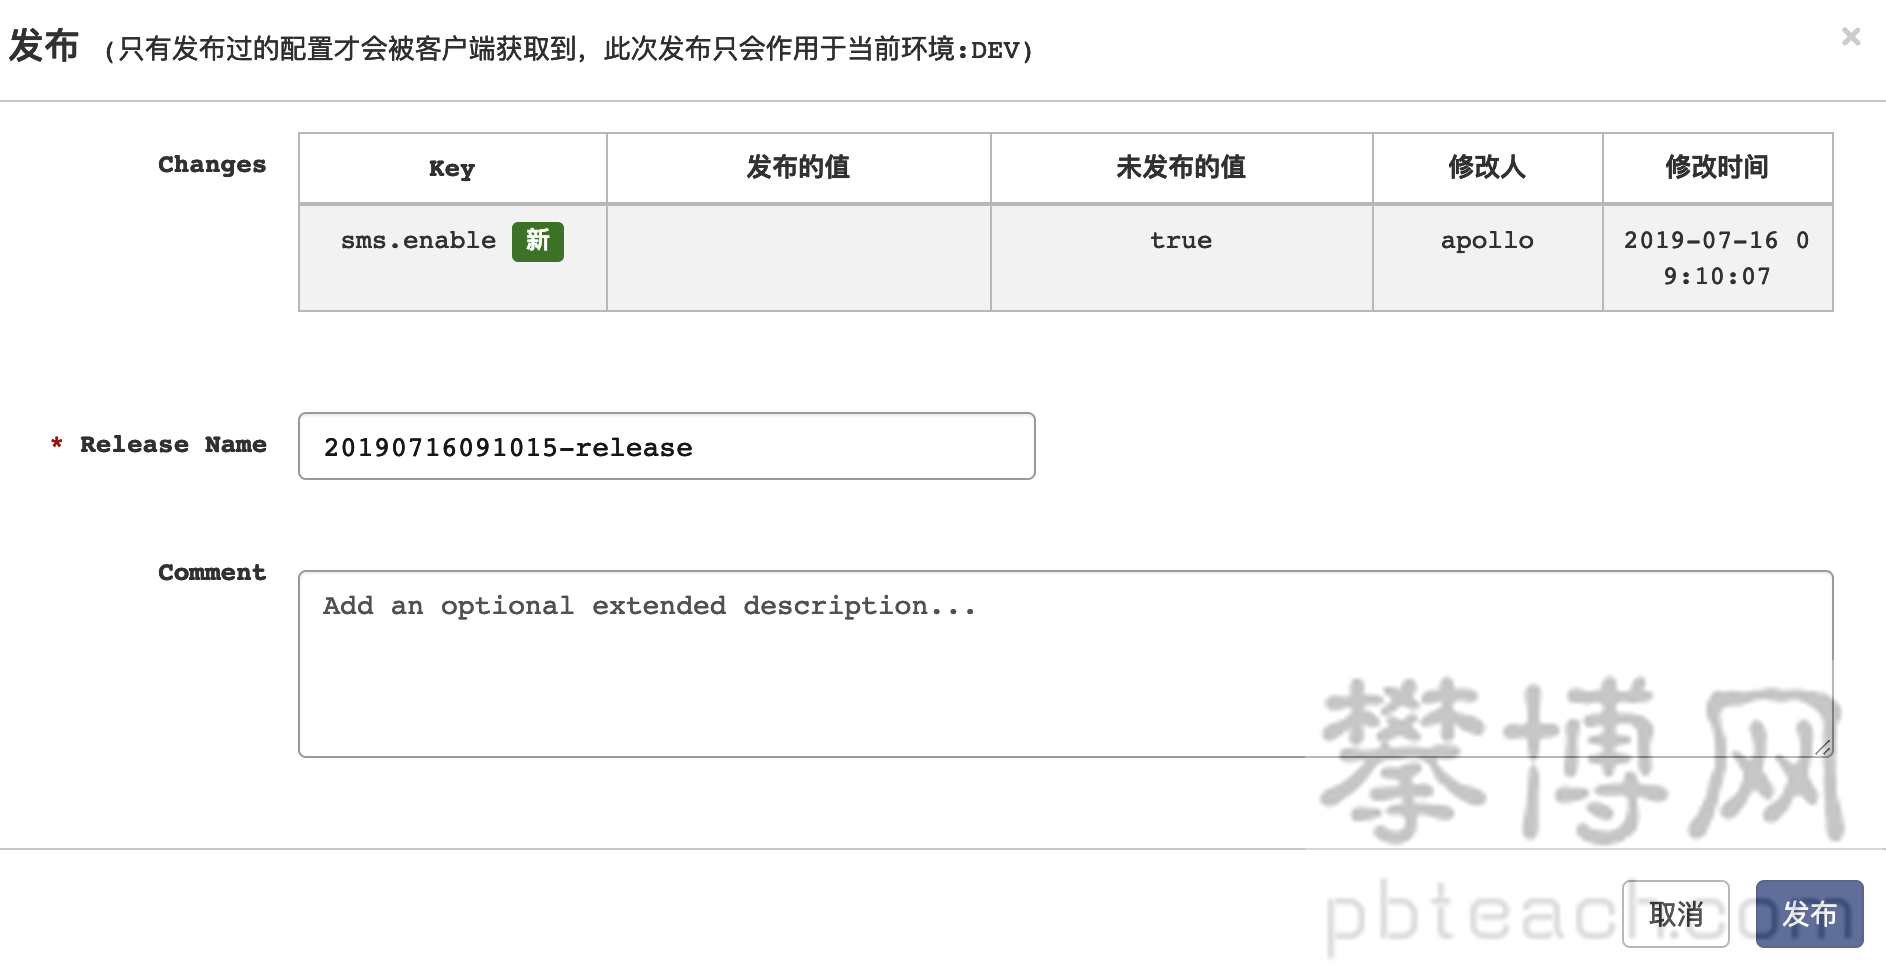 发布 (只有发布过的配置才会被客户端获取到，此次发布只会作用于当前环境:DEV)
×
Changes
Key 发布的值 未发布的值 修改人 修改时间
sms.enable 新 true apollo 2019-07-16 0
9:10:07
* Release Name 20190716091015-release
Comment
Add an optional extended description...
攀博网
pbteach.com
取消 发布